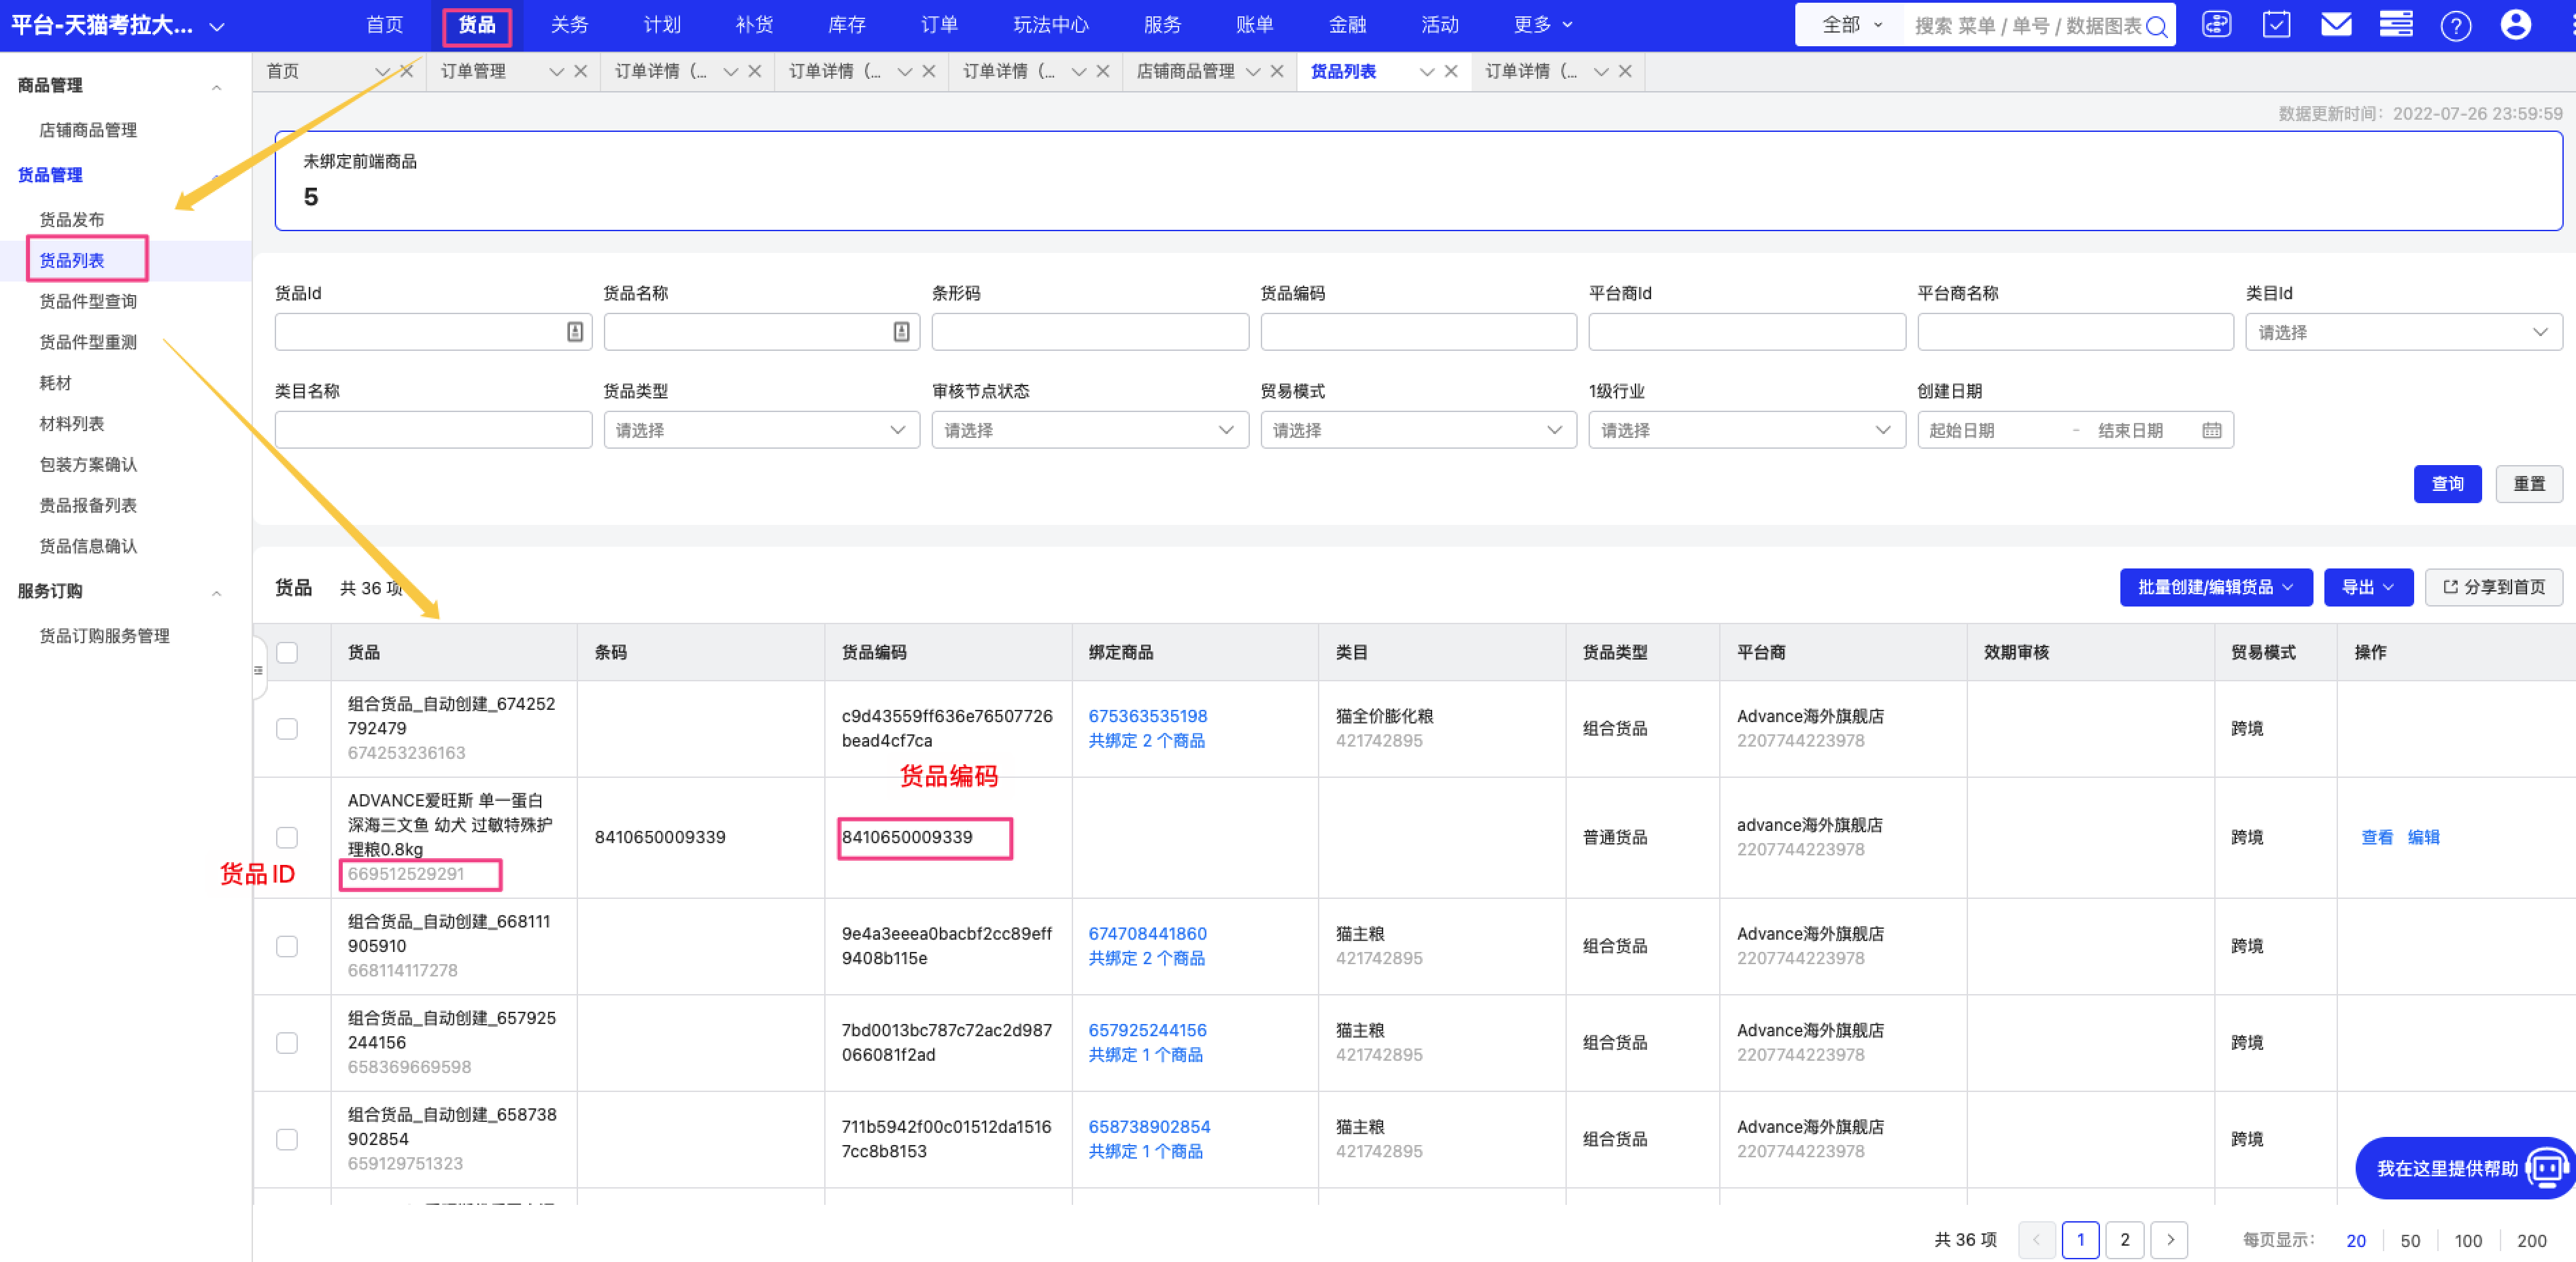 平台-天猫考拉大...
首页 货品 关务 计划 补货 库存 订单 玩法中心 服务 账单 金融 活动 更多
全部 搜索 菜单 / 单号 / 数据图表
首页 订单管理 订单详情（... 订单详情（... 订单详情（... 店铺商品管理 货品列表 订单详情（...
商品管理
店铺商品管理
货品管理
货品发布
货品列表
货品件型查询
货品件型重测
耗材
材料列表
包装方案确认
贵品报备列表
货品信息确认
服务订购
货品订购服务管理
数据更新时间：2022-07-26 23:59:59
未绑定前端商品
5
货品Id 货品名称 条形码 货品编码 平台商Id 平台商名称 类目Id
请选择
类目名称 货品类型 审核节点状态 贸易模式 1级行业 创建日期
请选择 请选择 请选择 请选择 起始日期 - 结束日期
查询 重置
货品 共 36 项
批量创建/编辑货品 导出 分享到首页
货品 条码 货品编码 绑定商品 类目 货品类型 平台商 效期审核 贸易模式 操作
组合货品_自动创建_674252
792479
674253236163
c9d43559ff636e76507726
bead4cf7ca
675363535198
共绑定 2 个商品
猫全价膨化粮
421742895
组合货品
Advance海外旗舰店
2207744223978
跨境
货品编码
ADVANCE爱旺斯 单一蛋白
深海三文鱼 幼犬 过敏特殊护
理粮0.8kg
669512529291
货品ID
8410650009339
8410650009339
普通货品
advance海外旗舰店
2207744223978
跨境
查看 编辑
组合货品_自动创建_668111
905910
668114117278
9e4a3eeea0bacbf2cc89eff
9408b115e
674708441860
共绑定 2 个商品
猫主粮
421742895
组合货品
Advance海外旗舰店
2207744223978
跨境
组合货品_自动创建_657925
244156
658369669598
7bd0013bc787c72ac2d987
066081f2ad
657925244156
共绑定 1 个商品
猫主粮
421742895
组合货品
Advance海外旗舰店
2207744223978
跨境
组合货品_自动创建_658738
902854
659129751323
711b5942f00c01512da1516
7cc8b8153
658738902854
共绑定 1 个商品
猫主粮
421742895
组合货品
Advance海外旗舰店
2207744223978
跨境
我在这里提供帮助
共 36 项 1 2 每页显示： 20 50 100 200